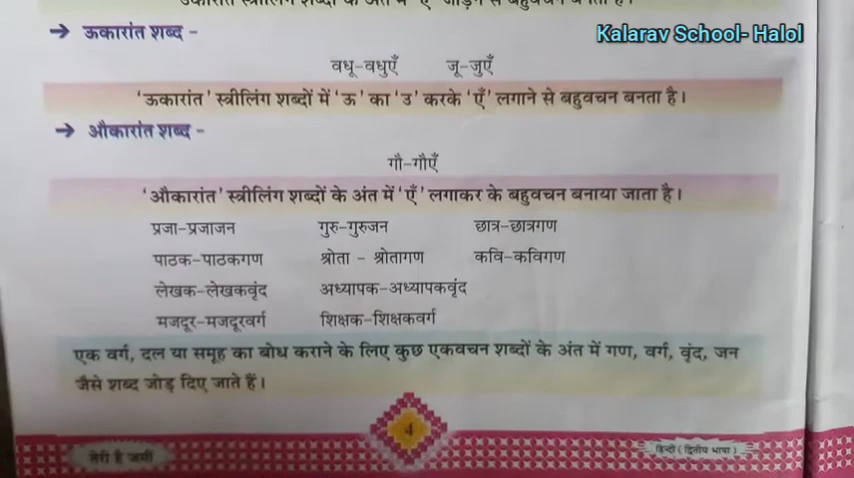 Kalarav School- Halol
➔ ऊकारांत शब्द -
वधू-वधुएँ जू-जुएँ
'ऊकारांत' स्त्रीलिंग शब्दों में 'ऊ' का 'उ' करके 'एँ' लगाने से बहुवचन बनता है।
➔ औकारांत शब्द -
गौ-गौएँ
'औकारांत' स्त्रीलिंग शब्दों के अंत में 'एँ' लगाकर के बहुवचन बनाया जाता है।
प्रजा-प्रजाजन गुरु-गुरुजन छात्र-छात्रगण
पाठक-पाठकगण श्रोता - श्रोतागण कवि-कविगण
लेखक-लेखकवृंद अध्यापक-अध्यापकवृंद
मजदूर-मजदूरवर्ग शिक्षक-शिक्षकवर्ग
एक वर्ग, दल या समूह का बोध कराने के लिए कुछ एकवचन शब्दों के अंत में गण, वर्ग, वृंद, जन
जैसे शब्द जोड़ दिए जाते हैं।
4
तेरी है जमीं हिन्दी (द्वितीय भाषा)